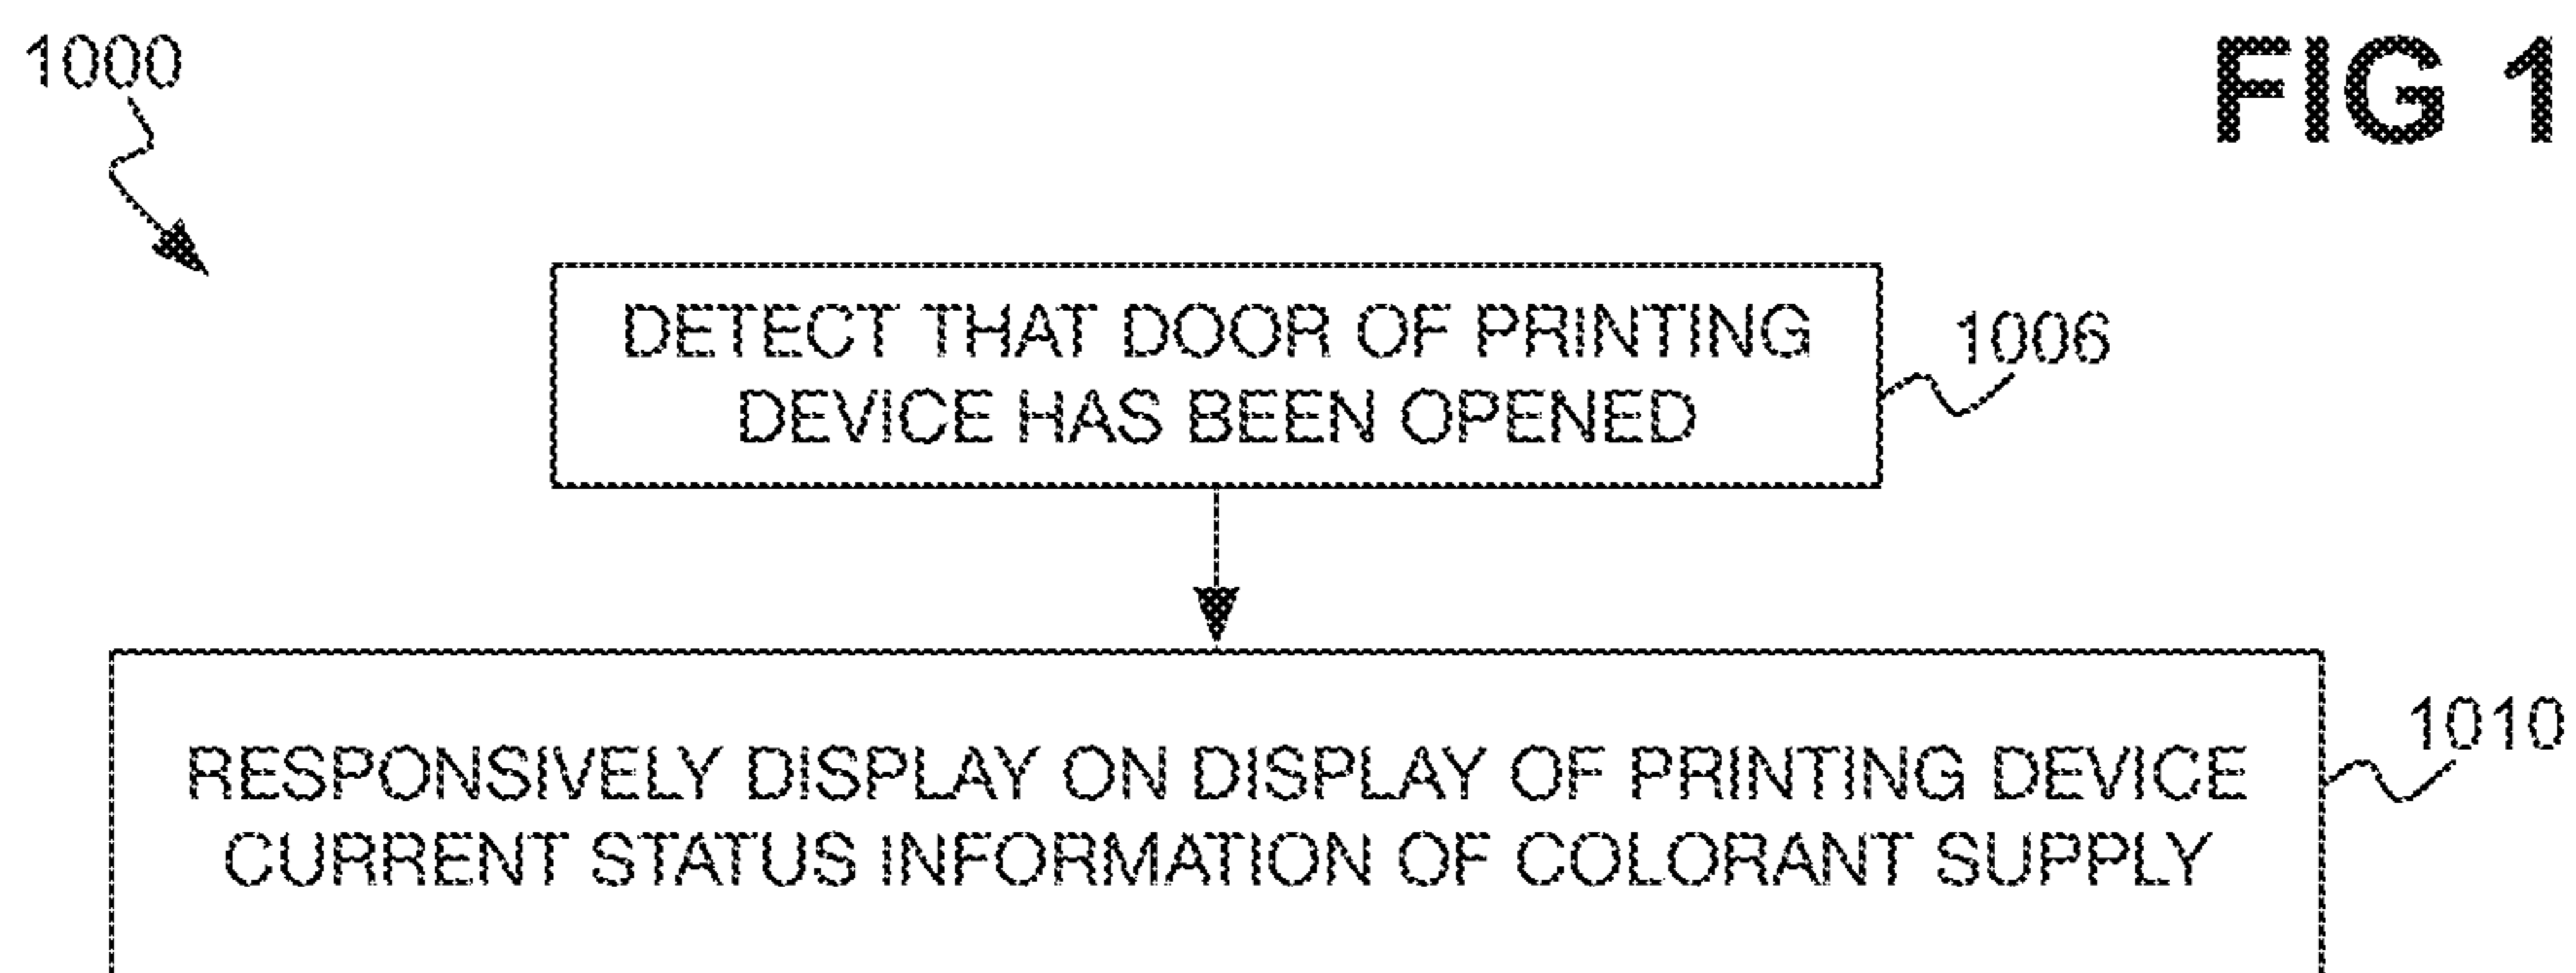 1000
FIG 1
DETECT THAT DOOR OF PRINTING
DEVICE HAS BEEN OPENED
1006
RESPONSIVELY DISPLAY ON DISPLAY OF PRINTING DEVICE
CURRENT STATUS INFORMATION OF COLORANT SUPPLY
1010